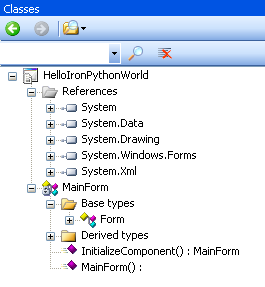 Classes
HelloIronPythonWorld
References
System
System.Data
System.Drawing
System.Windows.Forms
System.Xml
MainForm
Base types
Form
Derived types
InitializeComponent() : MainForm
MainForm() :